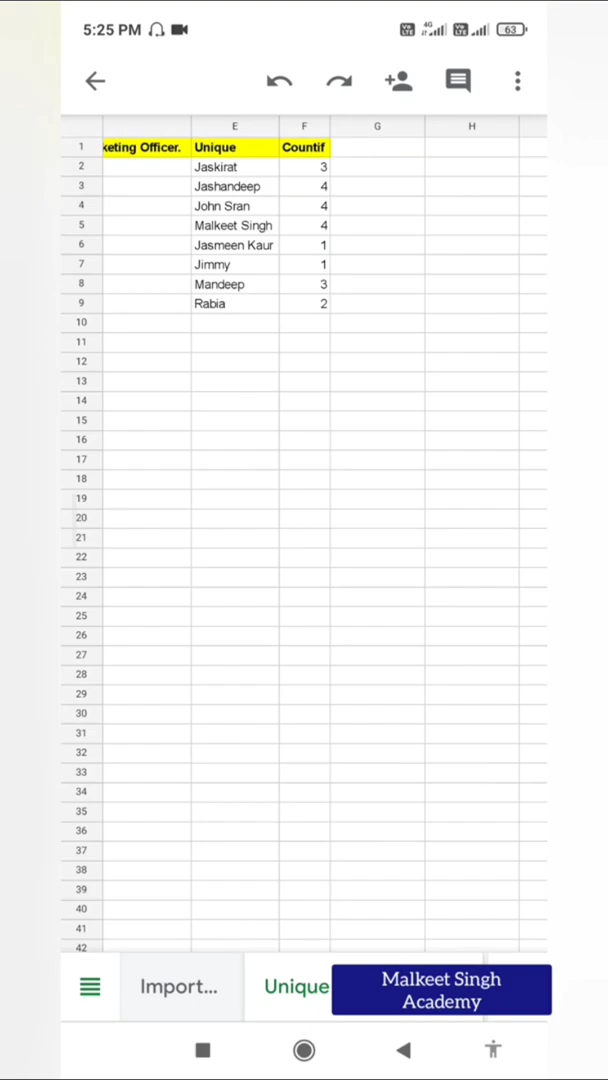 5:25 PM
4G
63
E F G H
1 keting Officer. Unique Countif
2 Jaskirat 3
3 Jashandeep 4
4 John Sran 4
5 Malkeet Singh 4
6 Jasmeen Kaur 1
7 Jimmy 1
8 Mandeep 3
9 Rabia 2
10
11
12
13
14
15
16
17
18
19
20
21
22
23
24
25
26
27
28
29
30
31
32
33
34
35
36
37
38
39
40
41
42
Import... Unique
Malkeet Singh
Academy